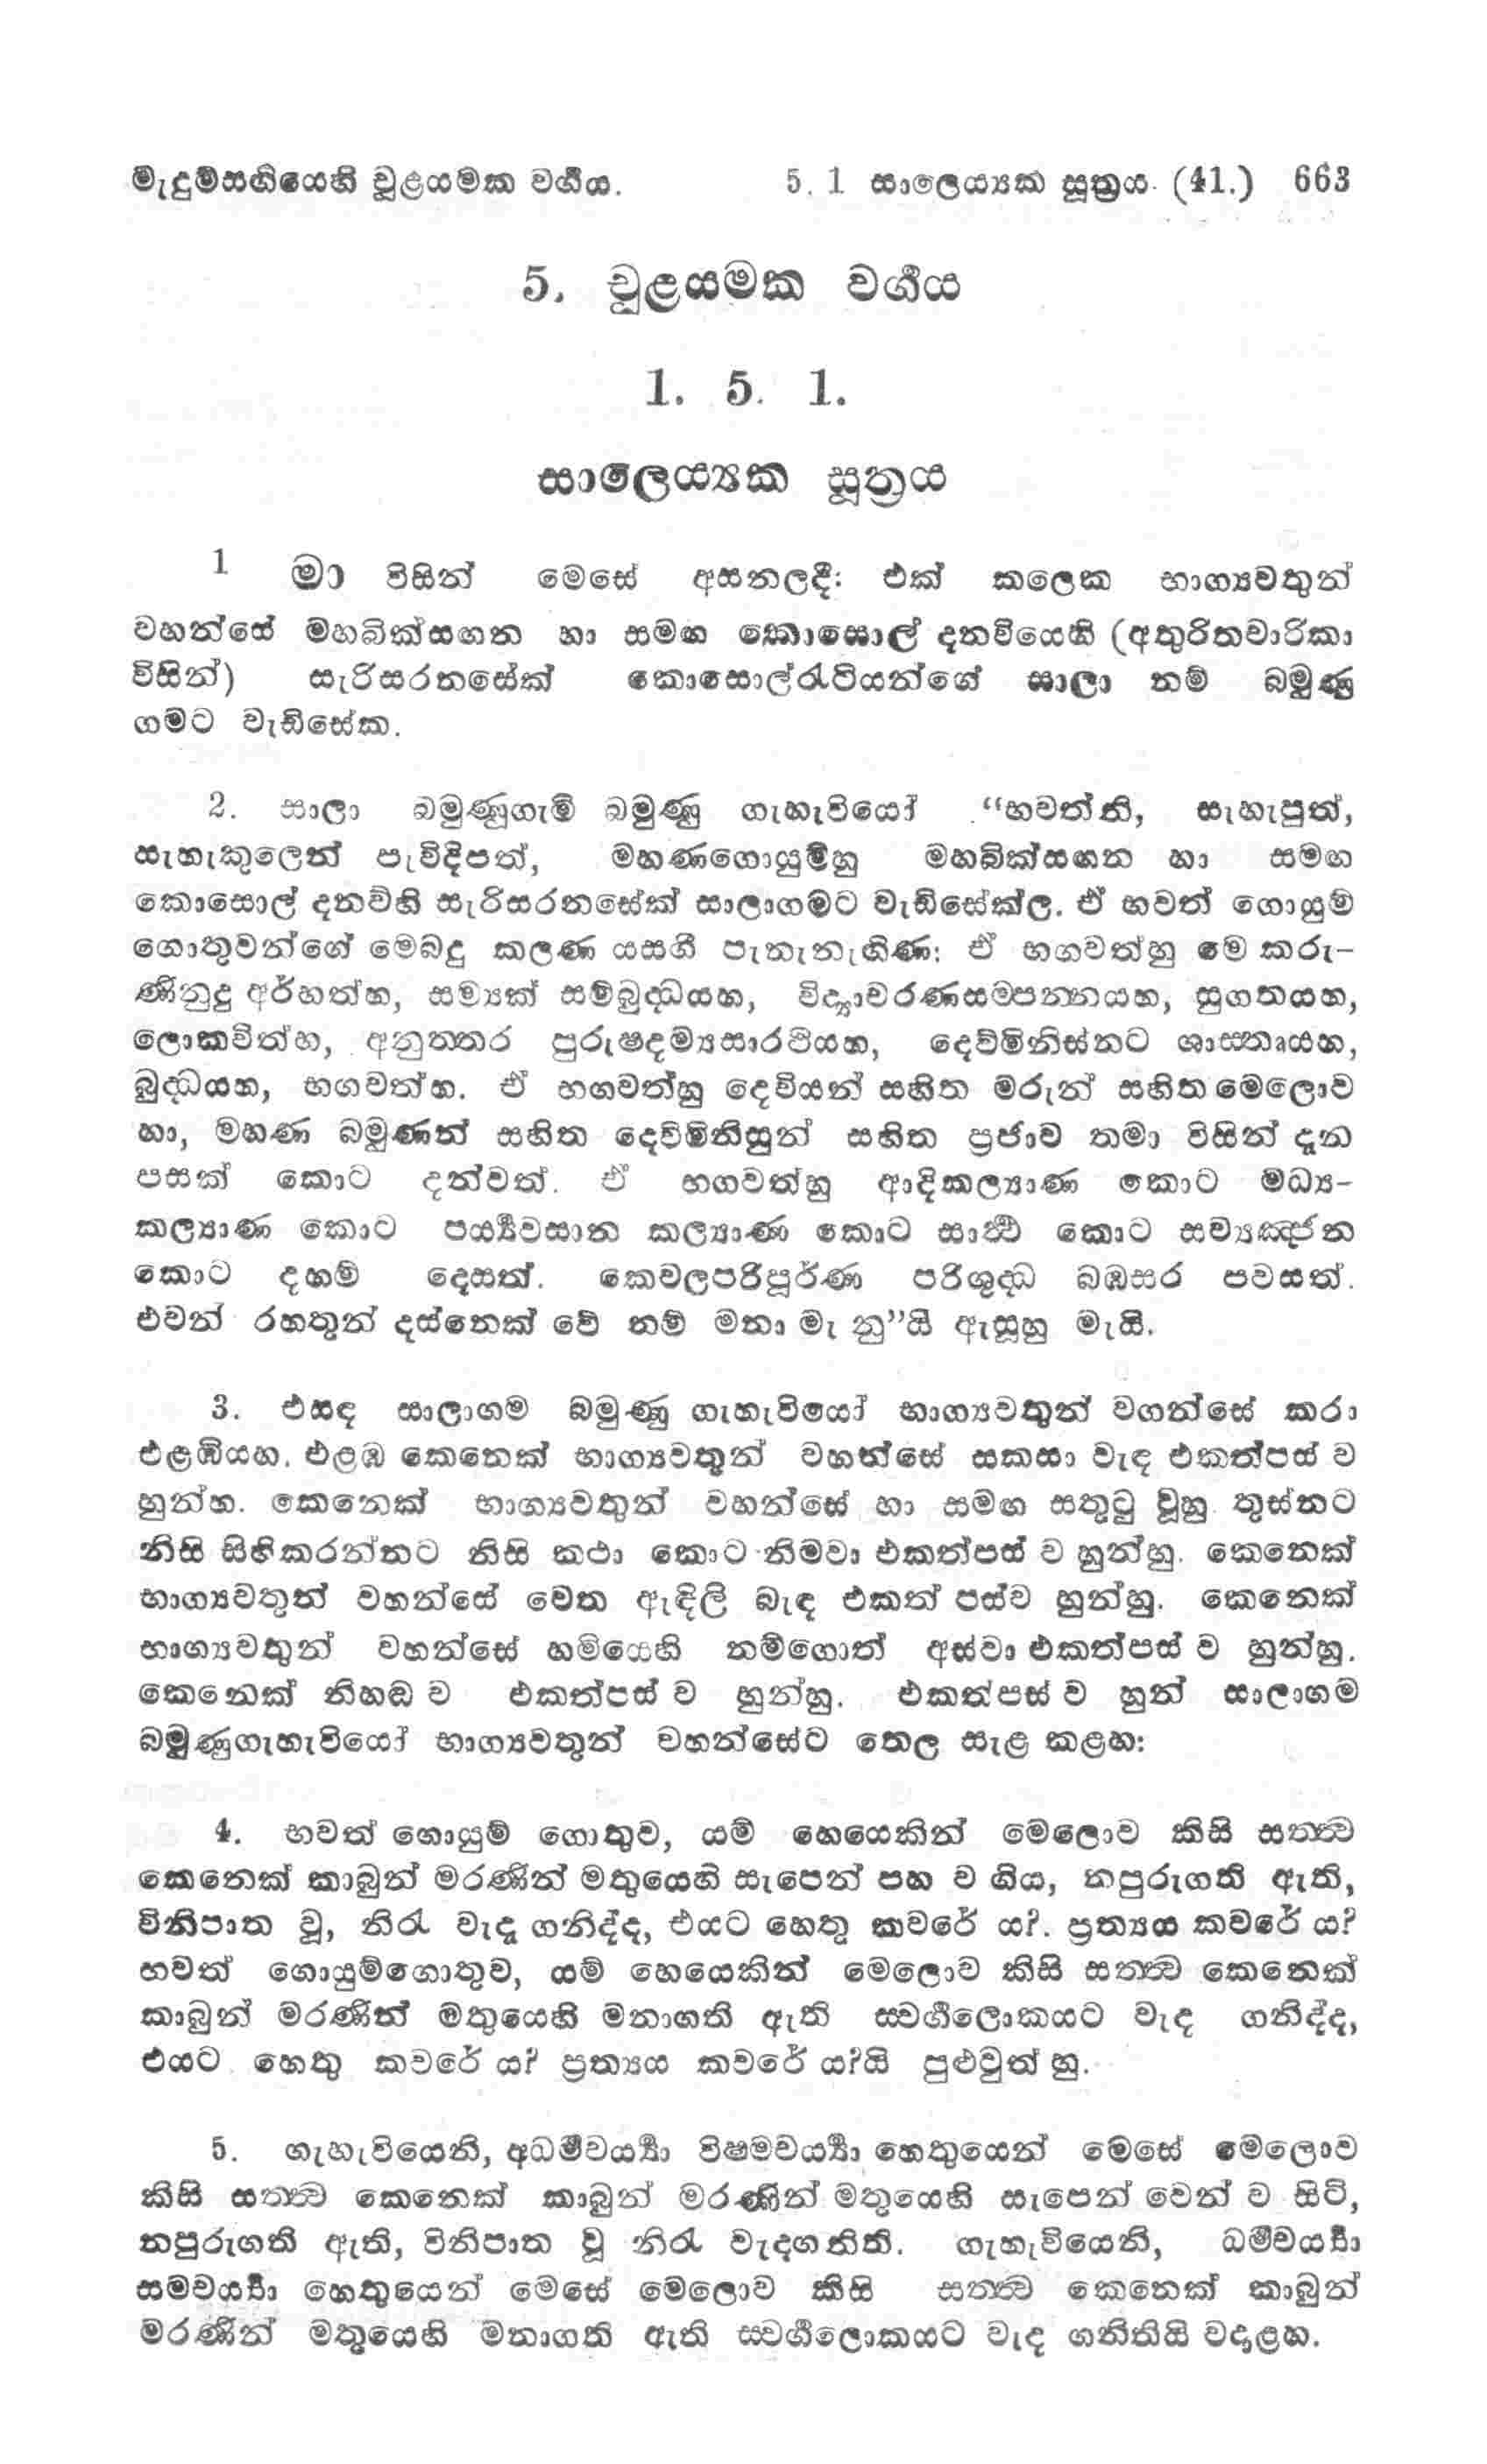 මැදුම්සඟියෙහි චූළයමක වර්‍ගය. 5. 1 සාලෙය්‍යක සූත්‍රය (41.) 663
5. චූළයමක වර්‍ගය
1. 5. 1.
සාලෙය්‍යක සූත්‍රය
1 මා විසින් මෙසේ අසනලදී: එක් කලෙක භාග්‍යවතුන්
වහන්සේ මහබික්සඟන හා සමඟ කොසොල් දනව්යෙහි (අතුරිතචාරිකා
විසින්) සැරිසරනසේක් කොසොල්රැවියන්ගේ සාලා නම් බමුණු
ගමට වැඩිසේක.
2. සාලා බමුණුගැමි බමුණු ගැහැවියෝ “භවත්නි, සැහැපුත්,
සැහැකුලෙන් පැවිදිපත්, මහණගොයුම්හු මහබික්සඟන හා සමඟ
කොසොල් දනව්හි සැරිසරනසේක් සාලාගමට වැඩිසේක්ල. ඒ භවත් ගොයුම්
ගොතුවන්ගේ මෙබඳු කලණ යසගී පැනැනැඟිණ: ඒ භගවත්හු මෙ කරු-
ණිනුදු අර්හත්හ, සම්‍යක් සම්බුද්‍ධයහ, විද්‍යාචරණසම්පන්නයහ, සුගතයහ,
ලොකවිත්හ, අනුත්තර පුරුෂදම්‍යසාරථියහ, දෙව්මිනිස්නට ශාස්තෘයහ,
බුද්‍ධයහ, භගවත්හ. ඒ භගවත්හු දෙවියන් සහිත මරුන් සහිත මෙලොව
හා, මහණ බමුණන් සහිත දෙව්මිනිසුන් සහිත ප්‍රජාව තමා විසින් දැන
පසක් කොට දන්වත්. ඒ භගවත්හු ආදිකල්‍යාණ කොට මධ්‍ය-
කල්‍යාණ කොට පර්‍ය්‍යවසාන කල්‍යාණ කොට සාර්‍ථ කොට සව්‍යඤ්ජන
කොට දහම් දෙසත්. කෙවලපරිපූර්ණ පරිශුද්‍ධ බඹසර පවසත්.
එවන් රහතුන් දස්නෙක් වේ නම් මනා මැ නු”යි ඇසූහු මැයි.
3. එසඳ සාලාගම බමුණු ගැහැවියෝ භාග්‍යවතුන් වගන්සේ කරා
එළඹියහ. එළඹ කෙනෙක් භාග්‍යවතුන් වහන්සේ සකසා වැඳ එකත්පස් ව
හුන්හ. කෙනෙක් භාග්‍යවතුන් වහන්සේ හා සමඟ සතුටු වූහු තුස්නට
නිසි සිහිකරන්නට නිසි කථා කොට නිමවා එකත්පස් ව හුන්හු. කෙනෙක්
භාග්‍යවතුන් වහන්සේ වෙත ඇඳිලි බැඳ එකත් පස්ව හුන්හු. කෙනෙක්
භාග්‍යවතුන් වහන්සේ හමියෙහි නම්ගොත් අස්වා එකත්පස් ව හුන්හු.
කෙනෙක් නිහඬ ව එකත්පස් ව හුන්හු. එකත්පස් ව හුන් සාලාගම
බමුණුගැහැවියෝ භාග්‍යවතුන් වහන්සේට තෙල සැළ කළහ:
4. භවත් ගොයුම් ගොතුව, යම් හෙයෙකින් මෙලොව කිසි සත්ත්‍ව
කෙනෙක් කාබුන් මරණින් මතුයෙහි සැපෙන් පහ ව ගිය, නපුරුගති ඇති,
විනිපාත වූ, නිරැ වැද ගනිද්ද, එයට හෙතු කවරේ ය?. ප්‍රත්‍යය කවරේ ය?
භවත් ගොයුම්ගොතුව, යම් හෙයෙකින් මෙලොව කිසි සත්ත්‍ව කෙනෙක්
කාබුන් මරණින් මතුයෙහි මනාගති ඇති ස්වර්‍ගලොකයට වැද ගනිද්ද,
එයට හෙතු කවරේ ය? ප්‍රත්‍යය කවරේ ය?යි පුළුවුත් හු.
5. ගැහැවියෙනි, අධර්‍මචර්‍ය්‍යා විෂමචර්‍ය්‍යා හෙතුයෙන් මෙසේ මෙලොව
කිසි සත්ත්‍ව කෙනෙක් කාබුන් මරණින් මතුයෙහි සැපෙන් වෙන් ව සිටි,
නපුරුගති ඇති, විනිපාත වූ නිරැ වැදගනිති. ගැහැවියෙනි, ධර්‍මචර්‍ය්‍යා
සමචර්‍ය්‍යා හෙතුයෙන් මෙසේ මෙලොව කිසි සත්ත්‍ව කෙනෙක් කාබුන්
මරණින් මතුයෙහි මනාගති ඇති ස්වර්‍ගලොකයට වැද ගනිතියි වදාළහ.